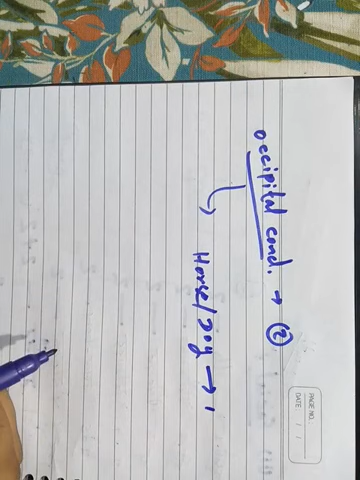 PAGE NO.
DATE / /
occipital cond. → ②
↳ Horse/Dog → 1